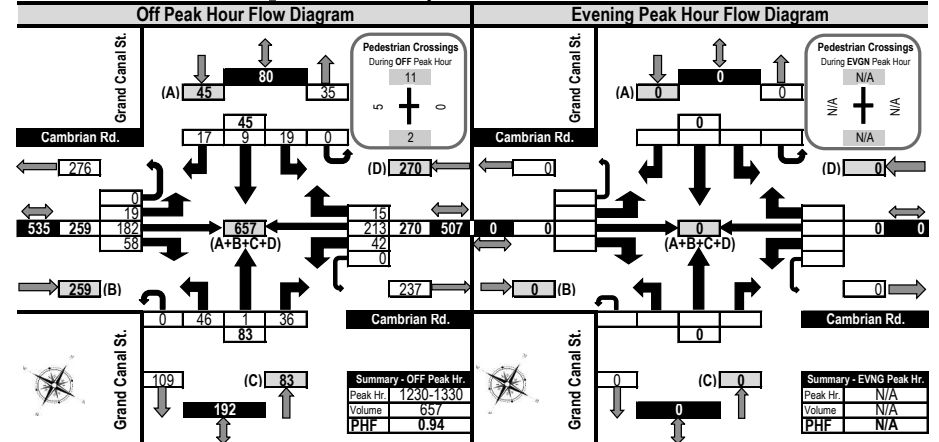 Off Peak Hour Flow Diagram
Grand Canal St.
80
(A) 45
35
Pedestrian Crossings
During OFF Peak Hour
11
5
0
2
45
17 9 19 0
Cambrian Rd.
276
(D) 270
0
19
182
58
535 259
657
(A+B+C+D)
15
213
42
0
270 507
259 (B)
237
0 46 1 36
83
Cambrian Rd.
Grand Canal St.
109
(C) 83
192
Summary - OFF Peak Hr.
Peak Hr. 1230-1330
Volume 657
PHF 0.94
Evening Peak Hour Flow Diagram
Grand Canal St.
0
(A) 0
0
Pedestrian Crossings
During EVGN Peak Hour
N/A
N/A
N/A
N/A
0
Cambrian Rd.
0
(D) 0
0 0
0
(A+B+C+D)
0 0
0 (B)
0
0
Cambrian Rd.
Grand Canal St.
0
(C) 0
0
Summary - EVNG Peak Hr.
Peak Hr. N/A
Volume N/A
PHF N/A